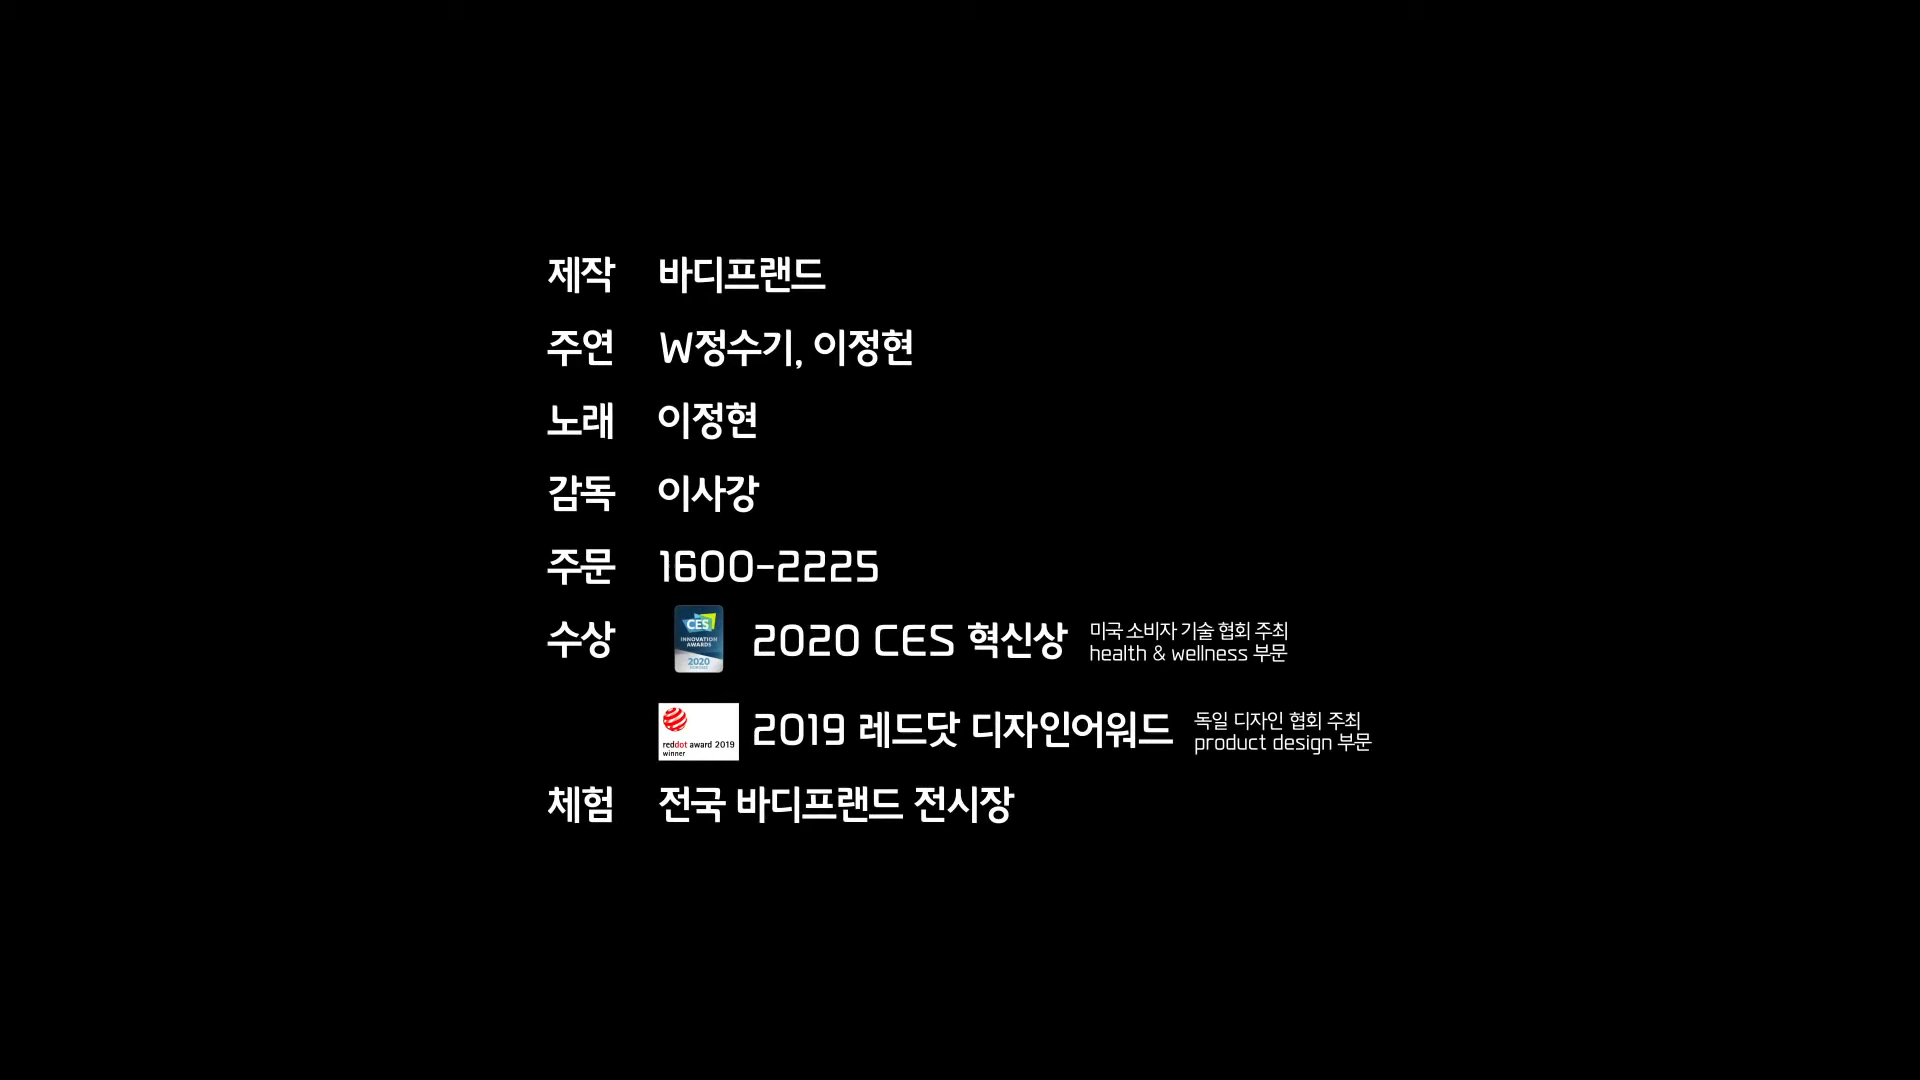 제작 바디프랜드
주연 W정수기, 이정현
노래 이정현
감독 이사강
주문 1600-2225
수상 CES INNOVATION AWARDS 2020 2020 CES 혁신상 미국 소비자 기술 협회 주최
health & wellness 부문
reddot award 2019
winner
2019 레드닷 디자인어워드 독일 디자인 협회 주최
product design 부문
체험 전국 바디프랜드 전시장